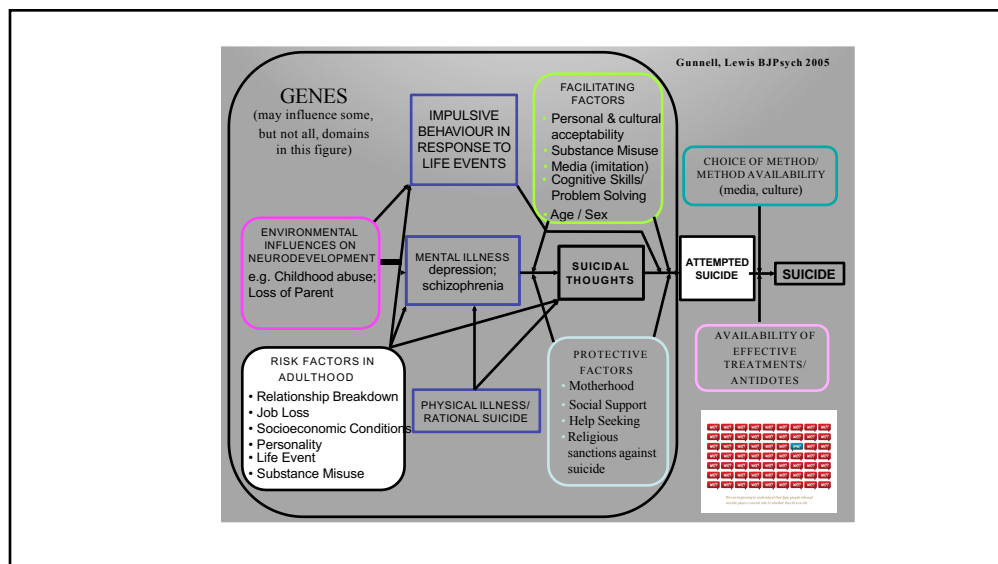 Gunnell, Lewis BJPsych 2005
GENES
(may influence some,
but not all, domains
in this figure)
IMPULSIVE
BEHAVIOUR IN
RESPONSE TO
LIFE EVENTS
FACILITATING
FACTORS
• Personal & cultural
acceptability
• Substance Misuse
• Media (imitation)
• Cognitive Skills/
Problem Solving
• Age / Sex
CHOICE OF METHOD/
METHOD AVAILABILITY
(media, culture)
ENVIRONMENTAL
INFLUENCES ON
NEURODEVELOPMENT
e.g. Childhood abuse;
Loss of Parent
MENTAL ILLNESS
depression;
schizophrenia
SUICIDAL
THOUGHTS
ATTEMPTED
SUICIDE
SUICIDE
RISK FACTORS IN
ADULTHOOD
• Relationship Breakdown
• Job Loss
• Socioeconomic Conditions
• Personality
• Life Event
• Substance Misuse
PHYSICAL ILLNESS/
RATIONAL SUICIDE
PROTECTIVE
FACTORS
• Motherhood
• Social Support
• Help Seeking
• Religious
sanctions against
suicide
AVAILABILITY OF
EFFECTIVE
TREATMENTS/
ANTIDOTES